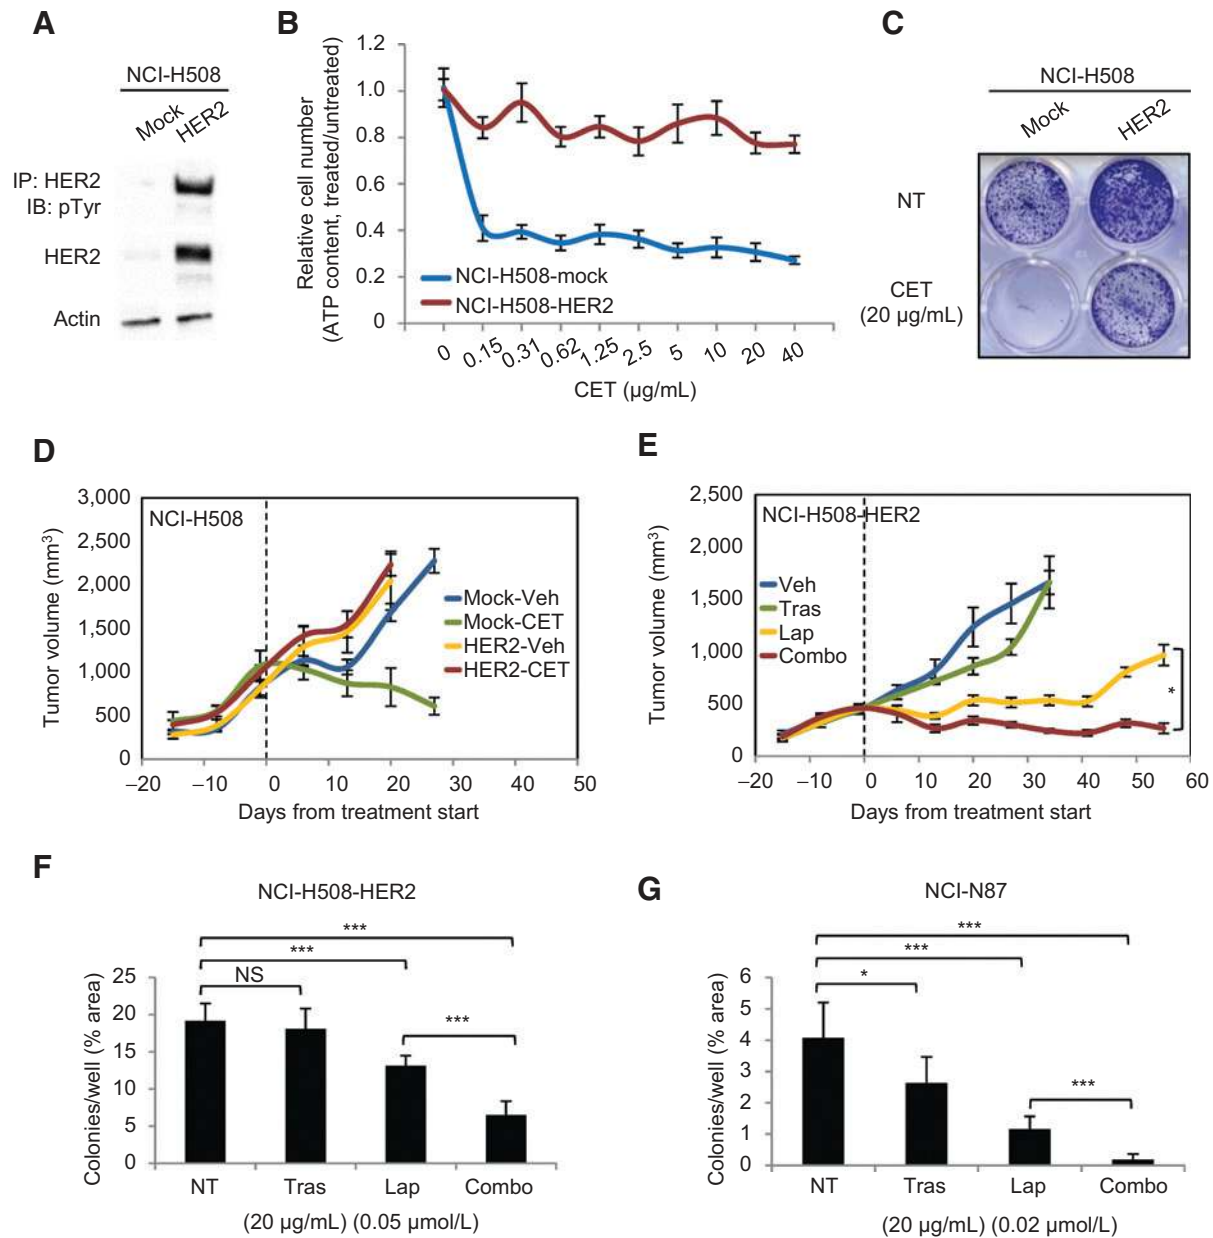 A
NCI-H508
Mock
HER2
IP: HER2
IB: pTyr
HER2
Actin
B
Relative cell number
(ATP content, treated/untreated)
1.2
1.0
0.8
0.6
0.4
0.2
0
NCI-H508-mock
NCI-H508-HER2
0
0.15
0.31
0.62
1.25
2.5
5
10
20
40
CET (µg/mL)
C
NCI-H508
Mock
HER2
NT
CET
(20 µg/mL)
D
Tumor volume (mm³)
3,000
2,500
2,000
1,500
1,000
500
0
NCI-H508
Mock-Veh
Mock-CET
HER2-Veh
HER2-CET
−20 −10 0 10 20 30 40 50
Days from treatment start
E
Tumor volume (mm³)
2,500
2,000
1,500
1,000
500
0
NCI-H508-HER2
Veh
Tras
Lap
Combo
*
−20 −10 0 10 20 30 40 50 60
Days from treatment start
F
NCI-H508-HER2
***
***
NS
***
Colonies/well (% area)
25
20
15
10
5
0
NT Tras Lap Combo
(20 µg/mL) (0.05 µmol/L)
G
NCI-N87
***
***
*
***
Colonies/well (% area)
6
5
4
3
2
1
0
NT Tras Lap Combo
(20 µg/mL) (0.02 µmol/L)